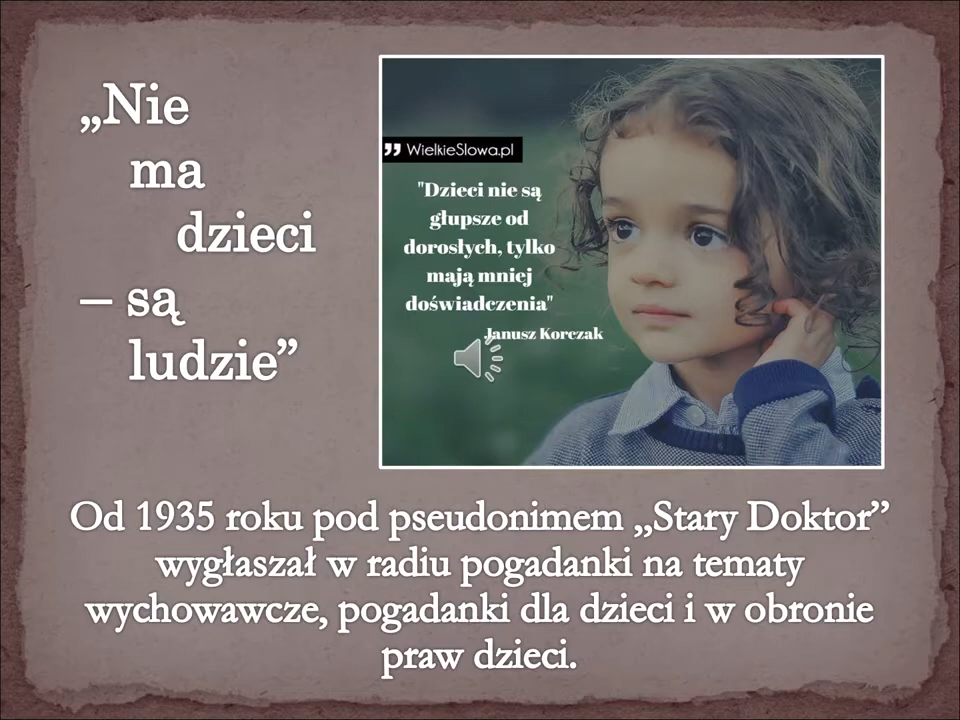 „Nie
ma
dzieci
– są
ludzie”
WielkieSlowa.pl
"Dzieci nie są
głupsze od
dorosłych, tylko
mają mniej
doświadczenia"
Janusz Korczak
Od 1935 roku pod pseudonimem „Stary Doktor”
wygłaszał w radiu pogadanki na tematy
wychowawcze, pogadanki dla dzieci i w obronie
praw dzieci.